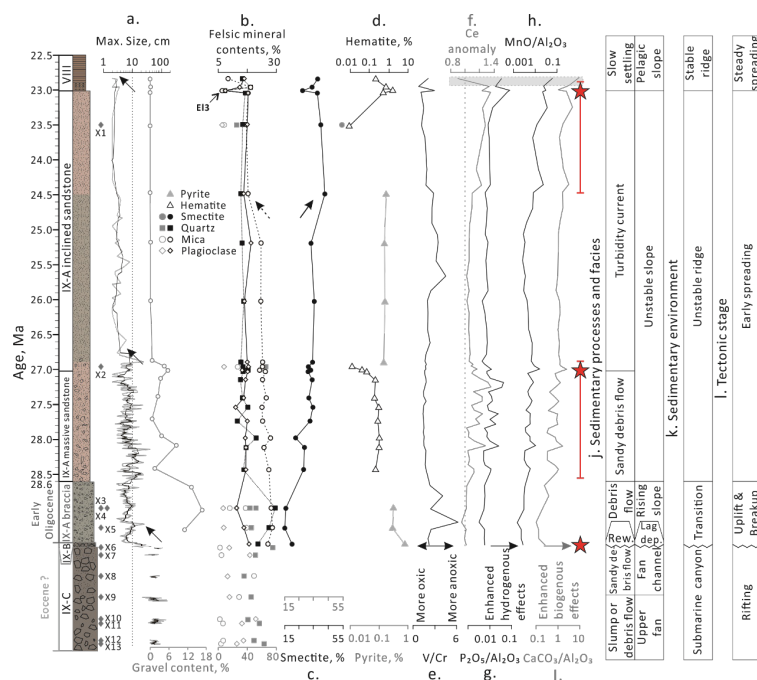 a.
b.
d.
f.
h.
Max. Size, cm
Felsic mineral
contents, %
Hematite, %
Ce
anomaly
MnO/Al₂O₃
1 10 100
5 30
0.01 0.1 1 10
0.8 1.4
0.001 0.1
Age, Ma
22.5
23.0
23.5
24.0
24.5
25.0
25.5
26.0
26.5
27.0
27.5
28.0
28.6
Early
Oligocene
Eocene ?
VIII
IX-A inclined sandstone
IX-A massive sandstone
IX-A braccia
IX-B
IX-C
X1
X2
X3
X4
X5
X6
X7
X8
X9
X10
X11
X12
X13
EI3
Pyrite
Hematite
Smectite
Quartz
Mica
Plagioclase
0 6 12 18
Gravel content, %
10 40 80
15 55
15 55
Smectite, %
c.
0.01 0.1 1 10
Pyrite, %
More oxic
More anoxic
0 6
V/Cr
e.
Enhanced
hydrogenous
effects
0.01 0.1
P₂O₅/Al₂O₃
g.
Enhanced
biogenous
effects
0.1 1 10
CaCO₃/Al₂O₃
I.
j. Sedimentary processes and facies
Slow
settling
Turbidity current
Sandy debris flow
Debris
flow
Rew.
Sandy de-
bris flow
Slump or
debris flow
Pelagic
slope
Unstable slope
Rising
slope
Lag
dep.
Fan
channel
Upper
fan
k. Sedimentary environment
Stable
ridge
Unstable ridge
Transition
Submarine canyon
l. Tectonic stage
Steady
spreading
Early spreading
Uplift &
Breakup
Rifting